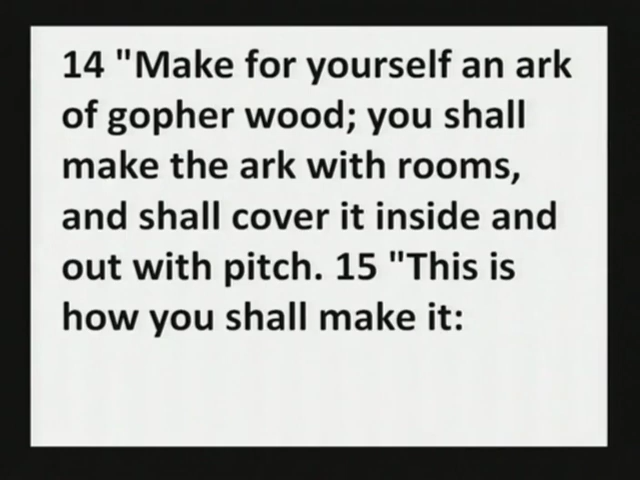 14 "Make for yourself an ark
of gopher wood; you shall
make the ark with rooms,
and shall cover it inside and
out with pitch. 15 "This is
how you shall make it: